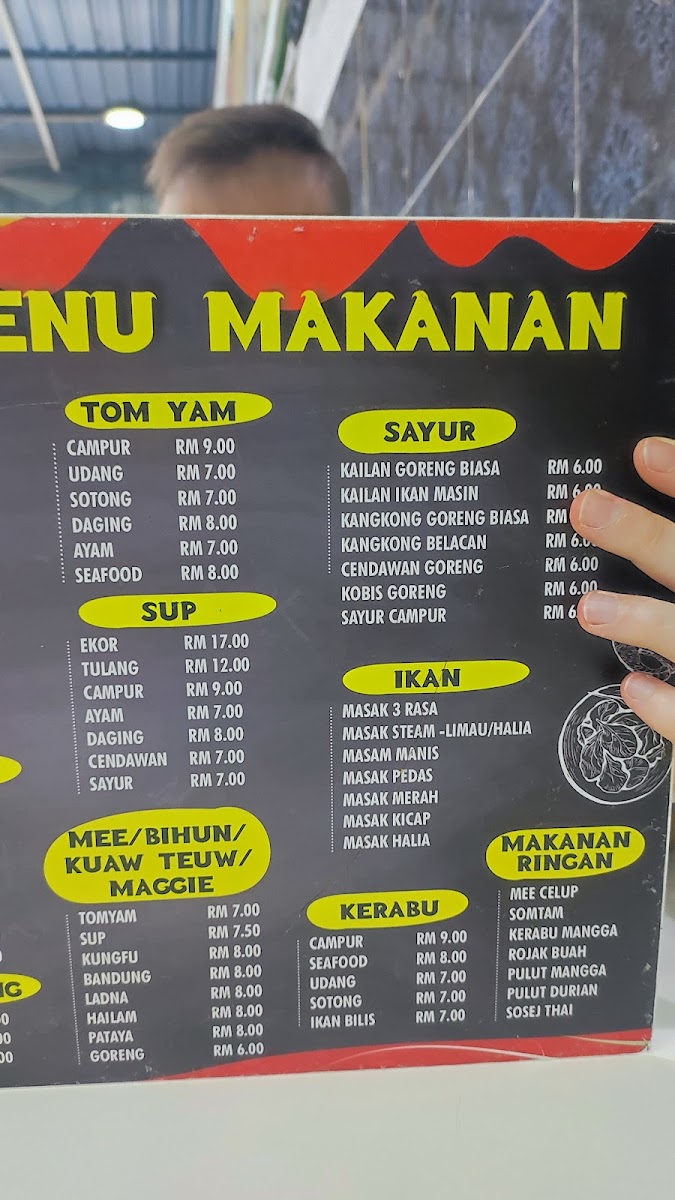 ENU MAKANAN
TOM YAM
CAMPUR RM 9.00
UDANG RM 7.00
SOTONG RM 7.00
DAGING RM 8.00
AYAM RM 7.00
SEAFOOD RM 8.00
SUP
EKOR RM 17.00
TULANG RM 12.00
CAMPUR RM 9.00
AYAM RM 7.00
DAGING RM 8.00
CENDAWAN RM 7.00
SAYUR RM 7.00
MEE/BIHUN/
KUAW TEUW/
MAGGIE
TOMYAM RM 7.00
SUP RM 7.50
KUNGFU RM 8.00
BANDUNG RM 8.00
LADNA RM 8.00
HAILAM RM 8.00
PATAYA RM 8.00
GORENG RM 6.00
SAYUR
KAILAN GORENG BIASA RM 6.00
KAILAN IKAN MASIN RM 6.00
KANGKONG GORENG BIASA RM
KANGKONG BELACAN RM 6.00
CENDAWAN GORENG RM 6.00
KOBIS GORENG RM 6.00
SAYUR CAMPUR RM 6
IKAN
MASAK 3 RASA
MASAK STEAM -LIMAU/HALIA
MASAM MANIS
MASAK PEDAS
MASAK MERAH
MASAK KICAP
MASAK HALIA
KERABU
CAMPUR RM 9.00
SEAFOOD RM 8.00
UDANG RM 7.00
SOTONG RM 7.00
IKAN BILIS RM 7.00
MAKANAN
RINGAN
MEE CELUP
SOMTAM
KERABU MANGGA
ROJAK BUAH
PULUT MANGGA
PULUT DURIAN
SOSEJ THAI